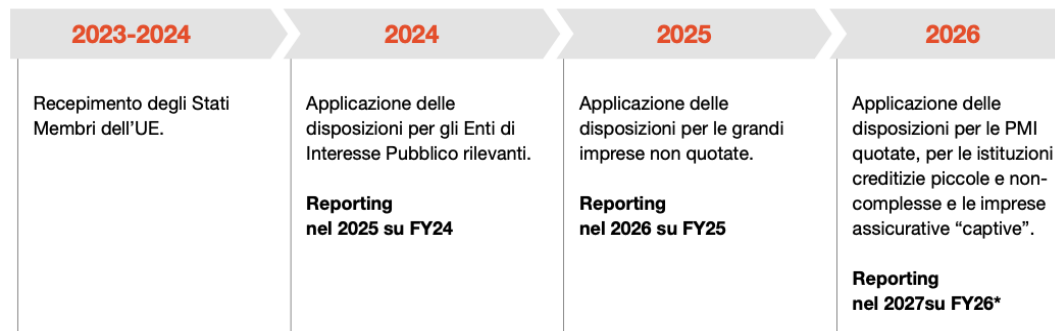 2023-2024
Recepimento degli Stati
Membri dell'UE.
2024
Applicazione delle
disposizioni per gli Enti di
Interesse Pubblico rilevanti.
Reporting
nel 2025 su FY24
2025
Applicazione delle
disposizioni per le grandi
imprese non quotate.
Reporting
nel 2026 su FY25
2026
Applicazione delle
disposizioni per le PMI
quotate, per le istituzioni
creditizie piccole e non-
complesse e le imprese
assicurative “captive”.
Reporting
nel 2027su FY26*